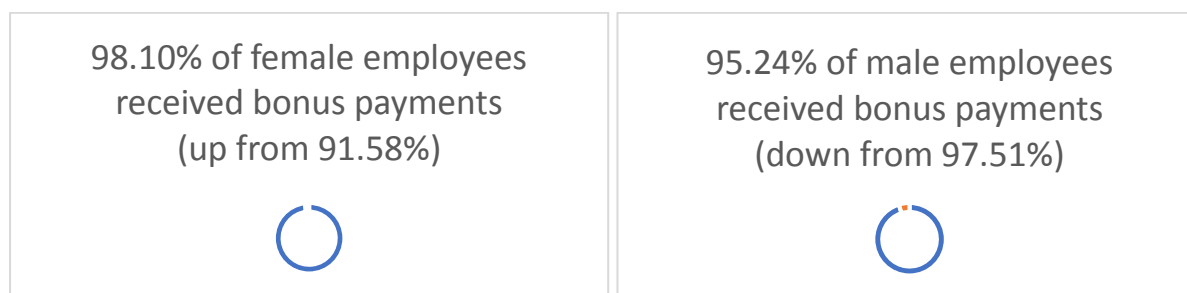 98.10% of female employees
received bonus payments
(up from 91.58%)
95.24% of male employees
received bonus payments
(down from 97.51%)